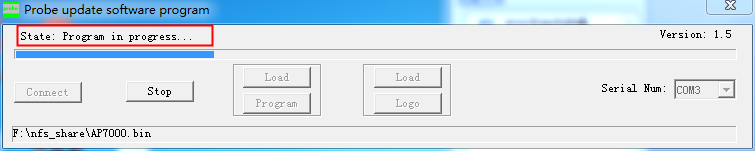 Probe update software program
State: Program in progress...
Version: 1.5
Connect
Stop
Load
Program
Load
Logo
Serial Num: COM3
F:\nfs_share\AP7000.bin